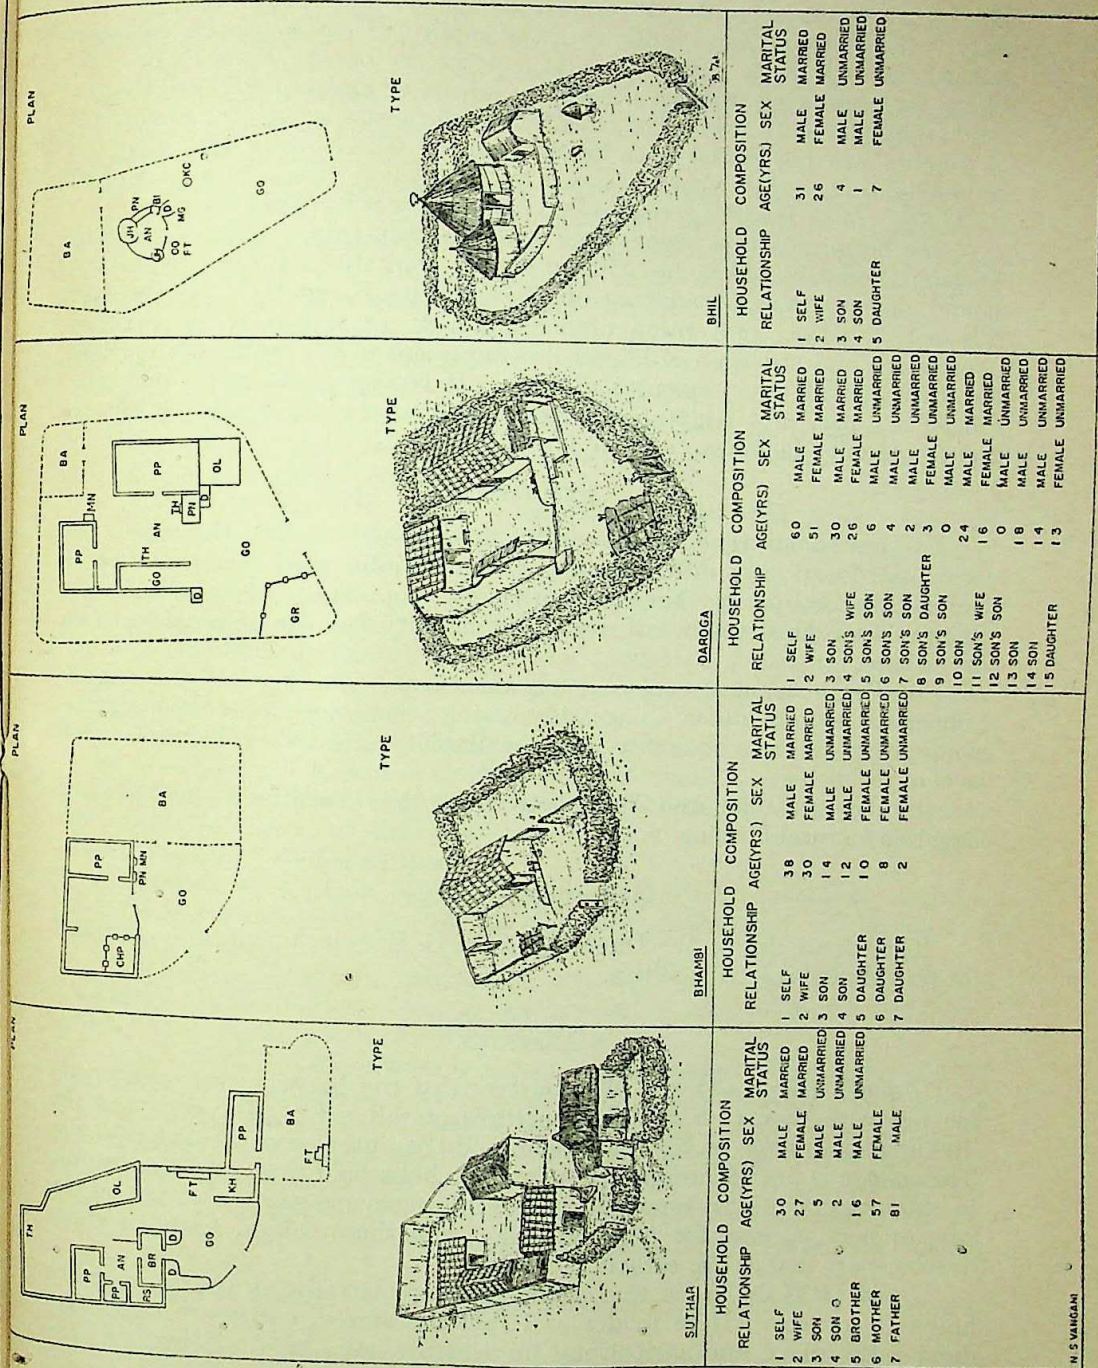 PLAN
TH
OL
PP
AN
PP
RS
BR
D
D
GO
FT
KH
PP
BA
FT
TYPE
SUTHAR
HOUSEHOLD COMPOSITION
RELATIONSHIP AGE(YRS) SEX MARITAL STATUS
1 SELF 30 MALE MARRIED
2 WIFE 27 FEMALE MARRIED
3 SON 5 MALE UNMARRIED
4 SON 2 MALE UNMARRIED
5 BROTHER 16 MALE UNMARRIED
6 MOTHER 57 FEMALE
7 FATHER 81 MALE
N S VANGANI
PLAN
CHP
PP
PN MN
GO
BA
TYPE
BHAMBI
HOUSEHOLD COMPOSITION
RELATIONSHIP AGE(YRS) SEX MARITAL STATUS
1 SELF 38 MALE MARRIED
2 WIFE 30 FEMALE MARRIED
3 SON 14 MALE UNMARRIED
4 SON 12 MALE UNMARRIED
5 DAUGHTER 10 FEMALE UNMARRIED
6 DAUGHTER 8 FEMALE UNMARRIED
7 DAUGHTER 2 FEMALE UNMARRIED
PLAN
BA
PP
MN
PP
OL
TH
PN
D
AN
TH
GO
D
GO
GR
TYPE
DAROGA
HOUSEHOLD COMPOSITION
RELATIONSHIP AGE(YRS) SEX MARITAL STATUS
1 SELF 60 MALE MARRIED
2 WIFE 51 FEMALE MARRIED
3 SON 30 MALE MARRIED
4 SON'S WIFE 26 FEMALE MARRIED
5 SON'S SON 6 MALE UNMARRIED
6 SON'S SON 4 MALE UNMARRIED
7 SON'S SON 2 MALE UNMARRIED
8 SON'S DAUGHTER 3 FEMALE UNMARRIED
9 SON'S SON 0 MALE UNMARRIED
10 SON 24 MALE MARRIED
11 SON'S WIFE 16 FEMALE MARRIED
12 SON'S SON 0 MALE UNMARRIED
13 SON 18 MALE UNMARRIED
14 SON 14 MALE UNMARRIED
15 DAUGHTER 13 FEMALE UNMARRIED
PLAN
BA
JH
PN
BI
AN
D
MG
GO
FT
KC
GO
TYPE
BHIL
HOUSEHOLD COMPOSITION
RELATIONSHIP AGE(YRS.) SEX MARITAL STATUS
1 SELF 31 MALE MARRIED
2 WIFE 26 FEMALE MARRIED
3 SON 4 MALE UNMARRIED
4 SON 1 MALE UNMARRIED
5 DAUGHTER 7 FEMALE UNMARRIED